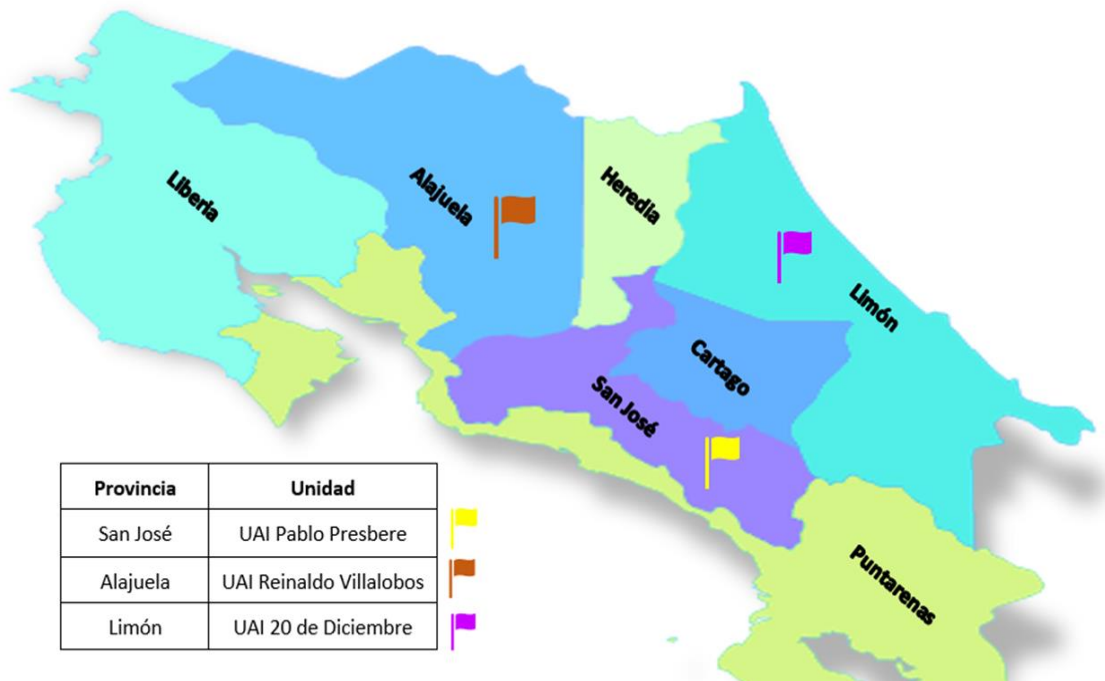 Liberia
Alajuela
Heredia
Limón
Cartago
San José
Puntarenas
Provincia Unidad
San José UAI Pablo Presbere
Alajuela UAI Reinaldo Villalobos
Limón UAI 20 de Diciembre